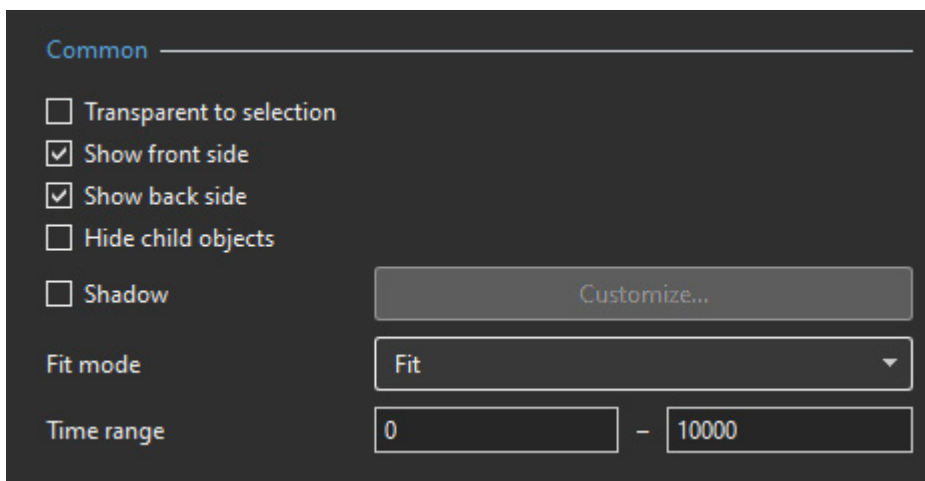 Common
Transparent to selection
Show front side
Show back side
Hide child objects
Shadow Customize...
Fit mode Fit
Time range 0 – 10000